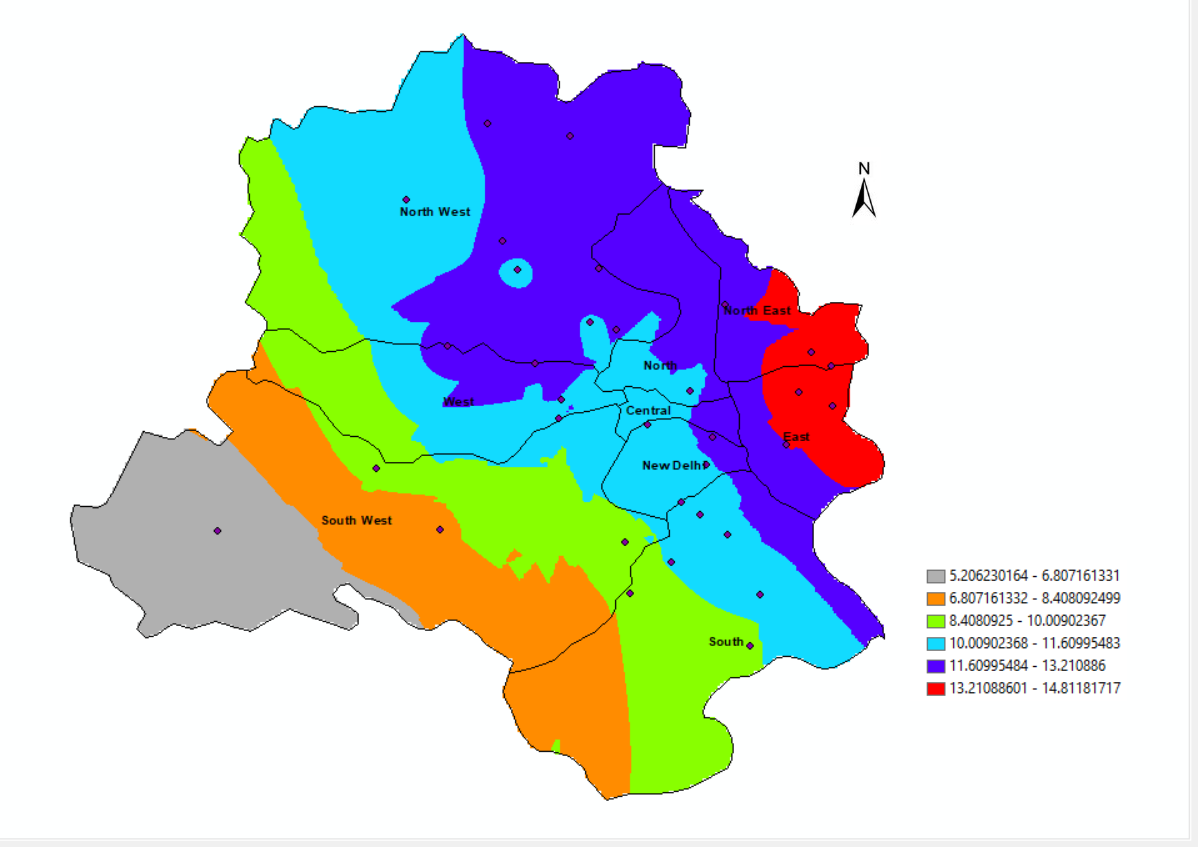 N
North West
North East
North
West
Central
East
New Delhi
South West
South
5.206230164 - 6.807161331
6.807161332 - 8.408092499
8.4080925 - 10.00902367
10.00902368 - 11.60995483
11.60995484 - 13.210886
13.21088601 - 14.81181717